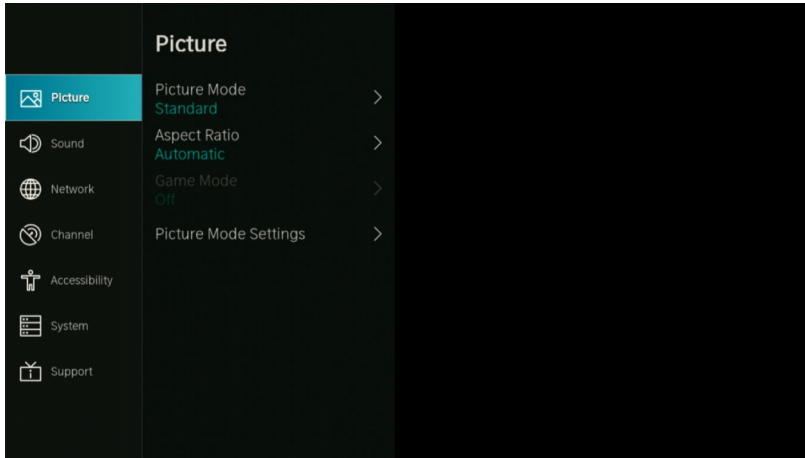 Picture
Picture
Sound
Network
Channel
Accessibility
System
Support
Picture Mode
Standard
Aspect Ratio
Automatic
Game Mode
Off
Picture Mode Settings